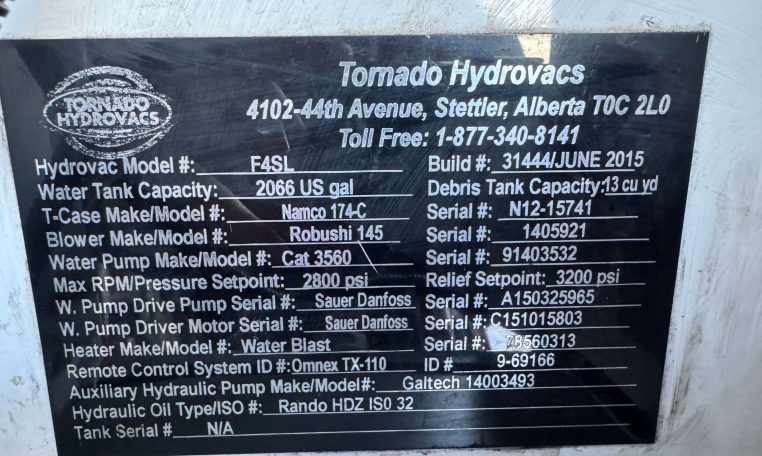 TORNADO
HYDROVACS
Tornado Hydrovacs
4102-44th Avenue, Stettler, Alberta T0C 2L0
Toll Free: 1-877-340-8141
Hydrovac Model #: F4SL Build #: 31444/JUNE 2015
Water Tank Capacity: 2066 US gal Debris Tank Capacity: 13 cu yd
T-Case Make/Model #: Namco 174-C Serial #: N12-15741
Blower Make/Model #: Robushi 145 Serial #: 1405921
Water Pump Make/Model #: Cat 3560 Serial #: 91403532
Max RPM/Pressure Setpoint: 2800 psi Relief Setpoint: 3200 psi
W. Pump Drive Pump Serial #: Sauer Danfoss Serial #: A150325965
W. Pump Driver Motor Serial #: Sauer Danfoss Serial #: C151015803
Heater Make/Model #: Water Blast Serial #:
Remote Control System ID #: Omnex TX-110 ID # 9-69166
Auxiliary Hydraulic Pump Make/Model#: Galtech 14003493
Hydraulic Oil Type/ISO #: Rando HDZ IS0 32
Tank Serial # N/A